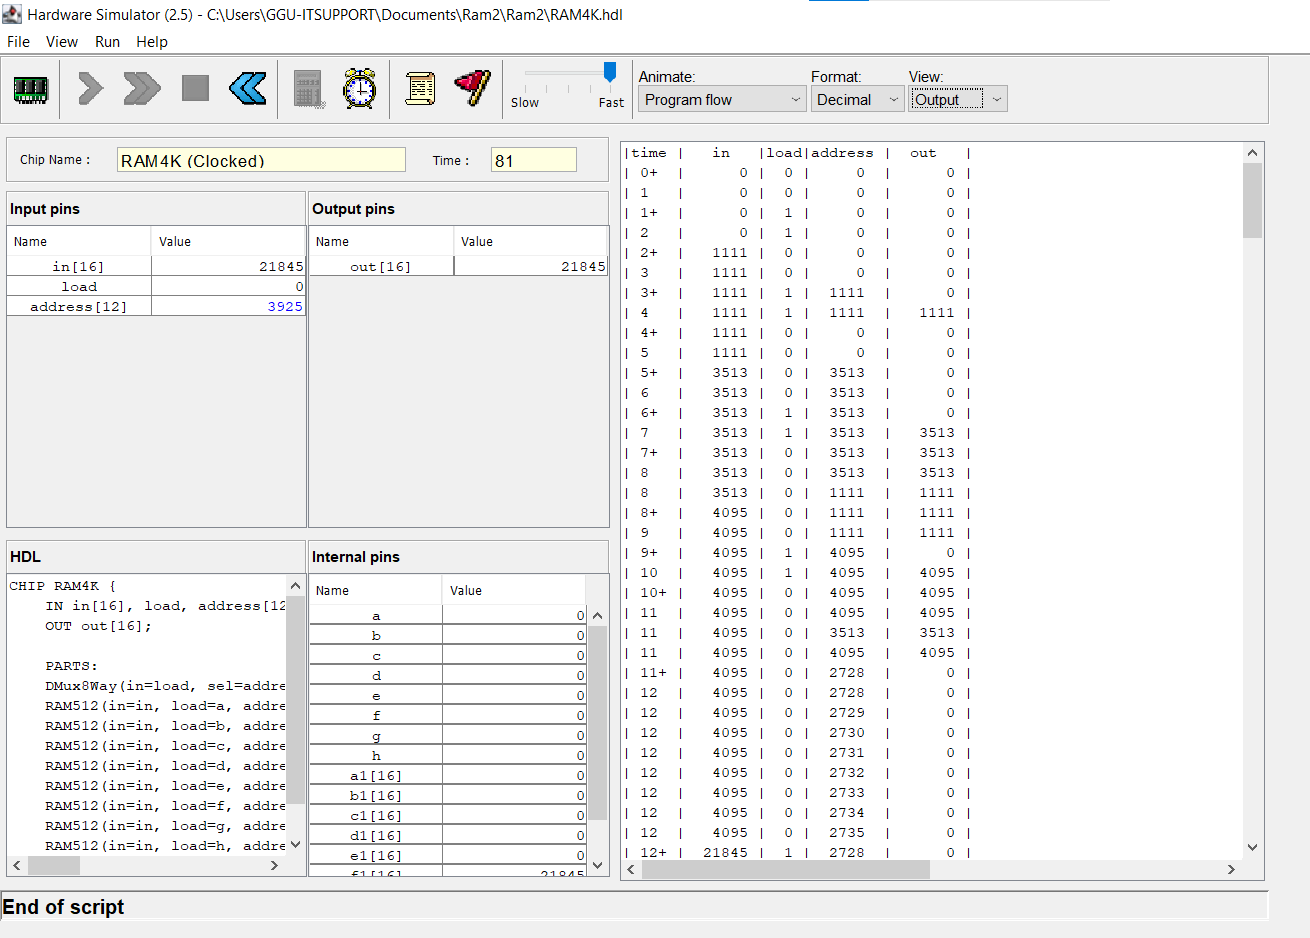 Hardware Simulator (2.5) - C:\Users\GGU-ITSUPPORT\Documents\Ram2\Ram2\RAM4K.hdl
File View Run Help
Slow Fast
Animate: Format: View:
Program flow Decimal Output
Chip Name : RAM4K (Clocked) Time : 81
Input pins
Name Value
in[16] 21845
load 0
address[12] 3925
Output pins
Name Value
out[16] 21845
HDL
CHIP RAM4K {
IN in[16], load, address[12
OUT out[16];
PARTS:
DMux8Way(in=load, sel=addre
RAM512(in=in, load=a, addre
RAM512(in=in, load=b, addre
RAM512(in=in, load=c, addre
RAM512(in=in, load=d, addre
RAM512(in=in, load=e, addre
RAM512(in=in, load=f, addre
RAM512(in=in, load=g, addre
RAM512(in=in, load=h, addre
Internal pins
Name Value
a 0
b 0
c 0
d 0
e 0
f 0
g 0
h 0
a1[16] 0
b1[16] 0
c1[16] 0
d1[16] 0
e1[16] 0
f1[16] 21845
|time | in |load|address | out |
| 0+ | 0 | 0 | 0 | 0 |
| 1 | 0 | 0 | 0 | 0 |
| 1+ | 0 | 1 | 0 | 0 |
| 2 | 0 | 1 | 0 | 0 |
| 2+ | 1111 | 0 | 0 | 0 |
| 3 | 1111 | 0 | 0 | 0 |
| 3+ | 1111 | 1 | 1111 | 0 |
| 4 | 1111 | 1 | 1111 | 1111 |
| 4+ | 1111 | 0 | 0 | 0 |
| 5 | 1111 | 0 | 0 | 0 |
| 5+ | 3513 | 0 | 3513 | 0 |
| 6 | 3513 | 0 | 3513 | 0 |
| 6+ | 3513 | 1 | 3513 | 0 |
| 7 | 3513 | 1 | 3513 | 3513 |
| 7+ | 3513 | 0 | 3513 | 3513 |
| 8 | 3513 | 0 | 3513 | 3513 |
| 8 | 3513 | 0 | 1111 | 1111 |
| 8+ | 4095 | 0 | 1111 | 1111 |
| 9 | 4095 | 0 | 1111 | 1111 |
| 9+ | 4095 | 1 | 4095 | 0 |
| 10 | 4095 | 1 | 4095 | 4095 |
| 10+ | 4095 | 0 | 4095 | 4095 |
| 11 | 4095 | 0 | 4095 | 4095 |
| 11 | 4095 | 0 | 3513 | 3513 |
| 11 | 4095 | 0 | 4095 | 4095 |
| 11+ | 4095 | 0 | 2728 | 0 |
| 12 | 4095 | 0 | 2728 | 0 |
| 12 | 4095 | 0 | 2729 | 0 |
| 12 | 4095 | 0 | 2730 | 0 |
| 12 | 4095 | 0 | 2731 | 0 |
| 12 | 4095 | 0 | 2732 | 0 |
| 12 | 4095 | 0 | 2733 | 0 |
| 12 | 4095 | 0 | 2734 | 0 |
| 12 | 4095 | 0 | 2735 | 0 |
| 12+ | 21845 | 1 | 2728 | 0 |
End of script